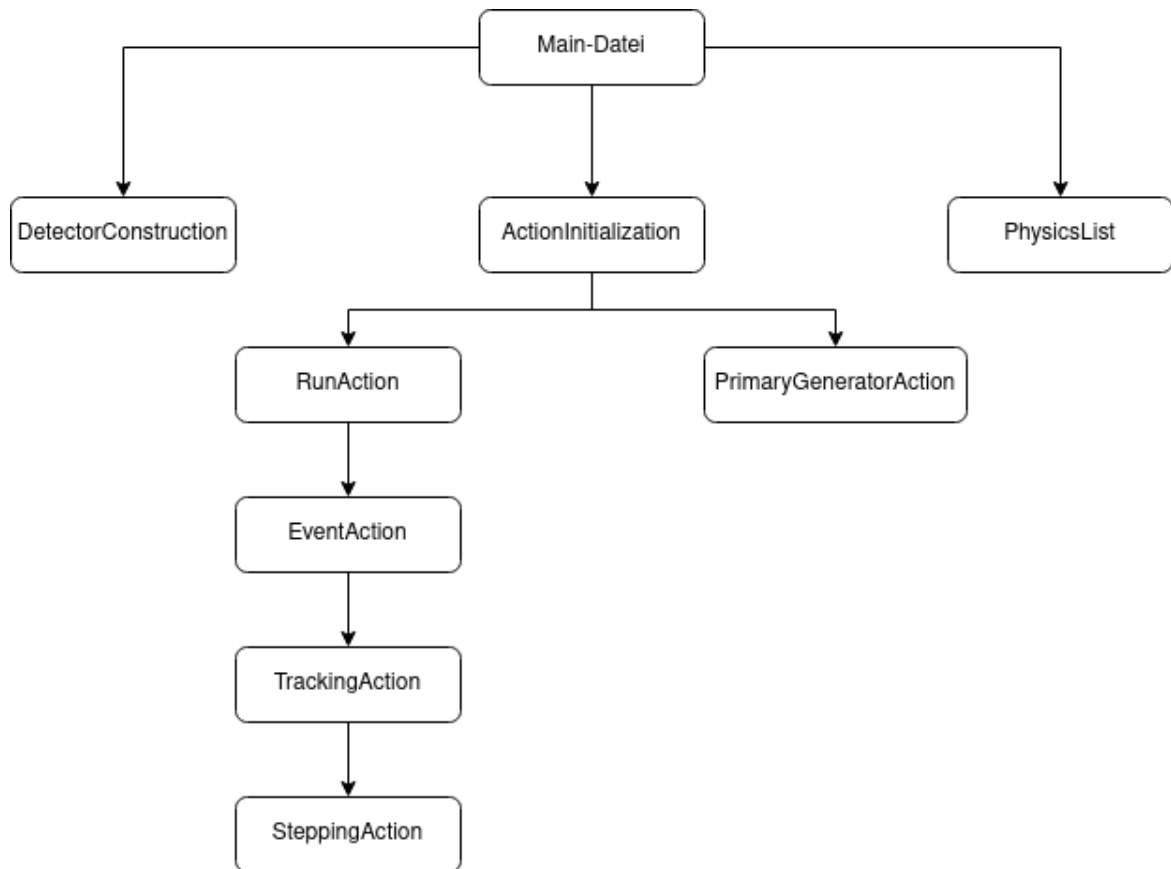 Main-Datei
DetectorConstruction
ActionInitialization
PhysicsList
RunAction
PrimaryGeneratorAction
EventAction
TrackingAction
SteppingAction